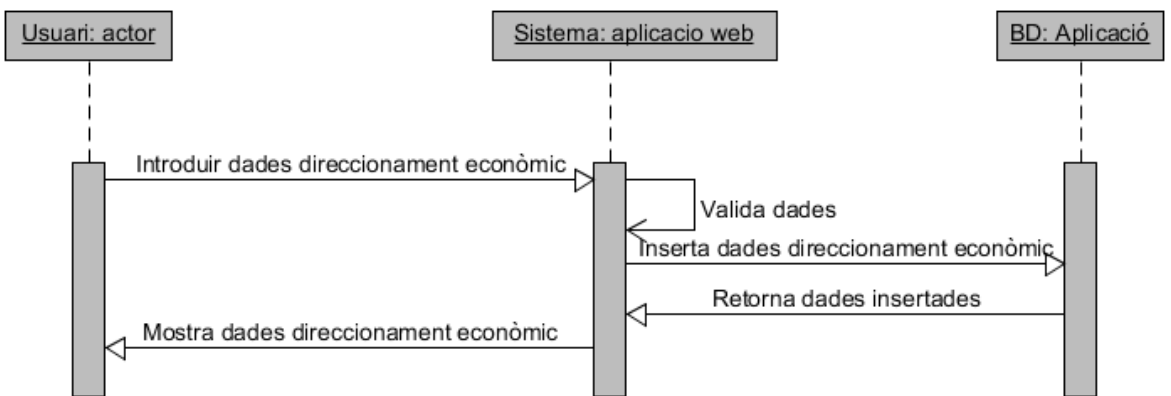 Usuari: actor
Sistema: aplicacio web
BD: Aplicació
Introduir dades direccionament econòmic
Valida dades
Inserta dades direccionament econòmic
Retorna dades insertades
Mostra dades direccionament econòmic